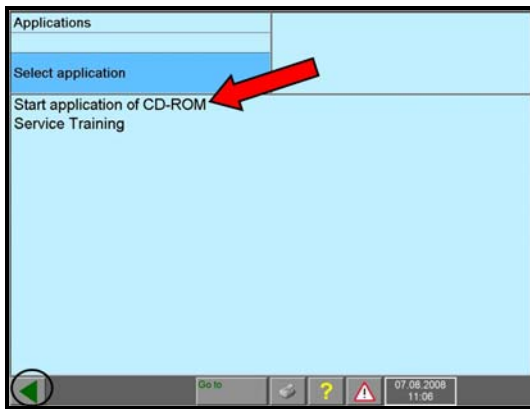 Applications
Select application
Start application of CD-ROM
Service Training
Go to
?
07.08.2008
11:06